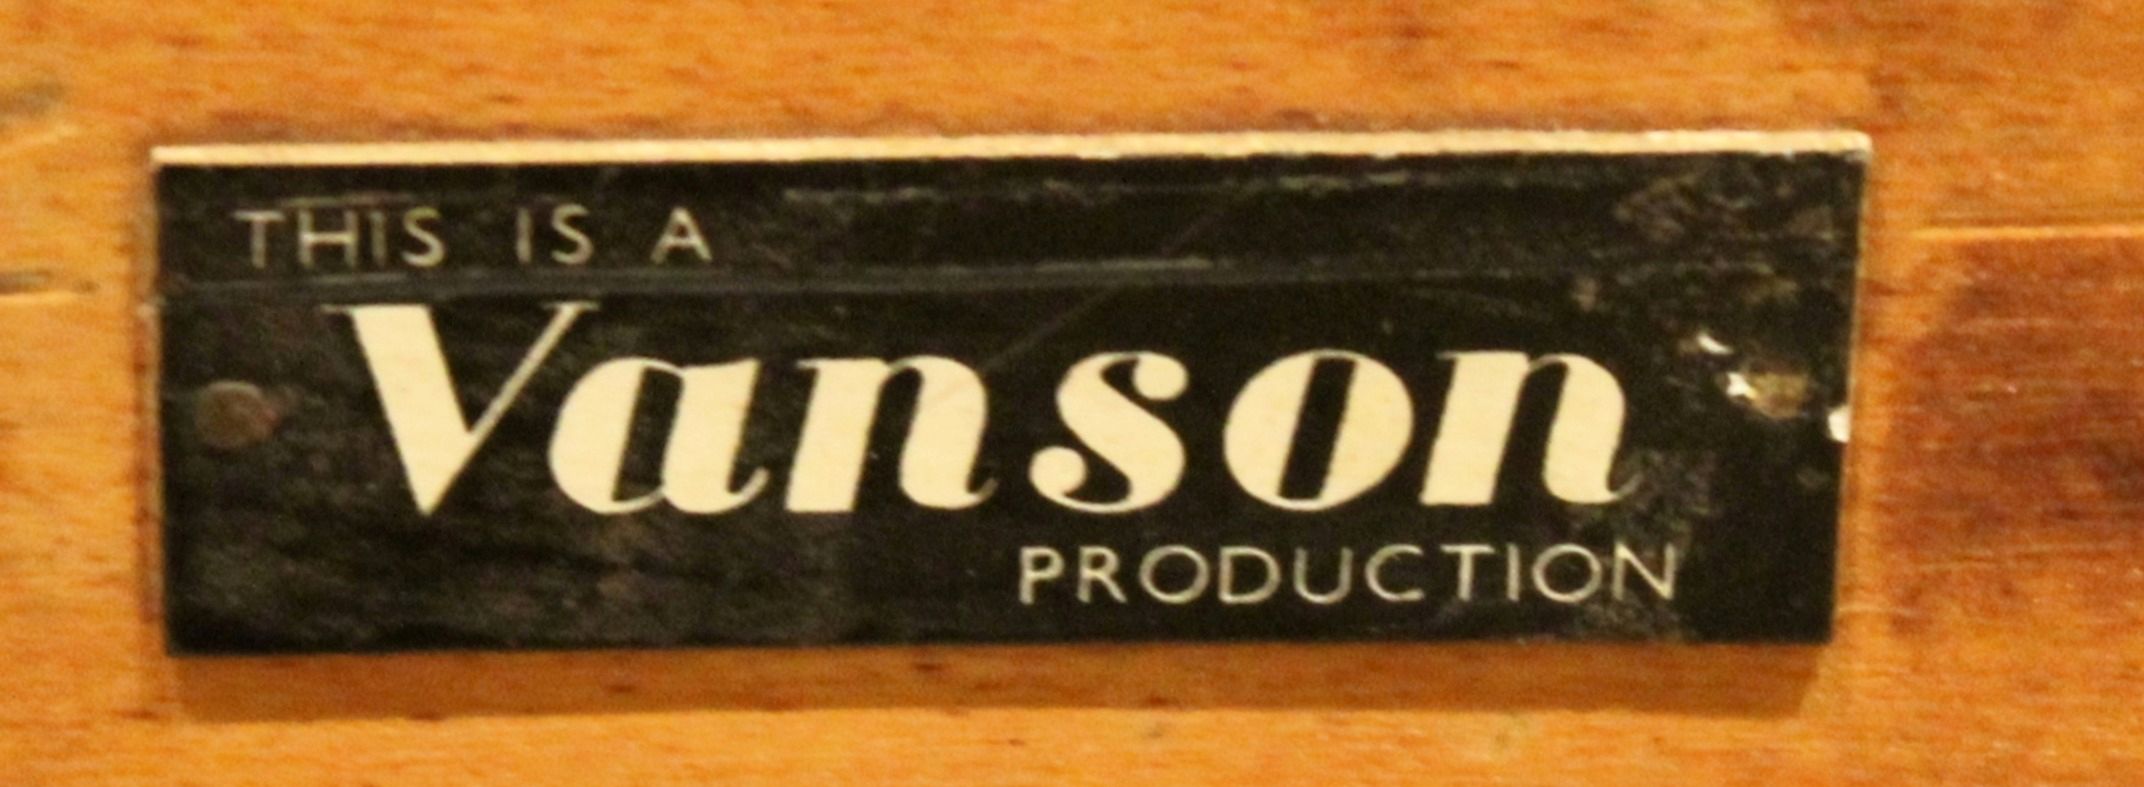 THIS IS A
Vanson
PRODUCTION